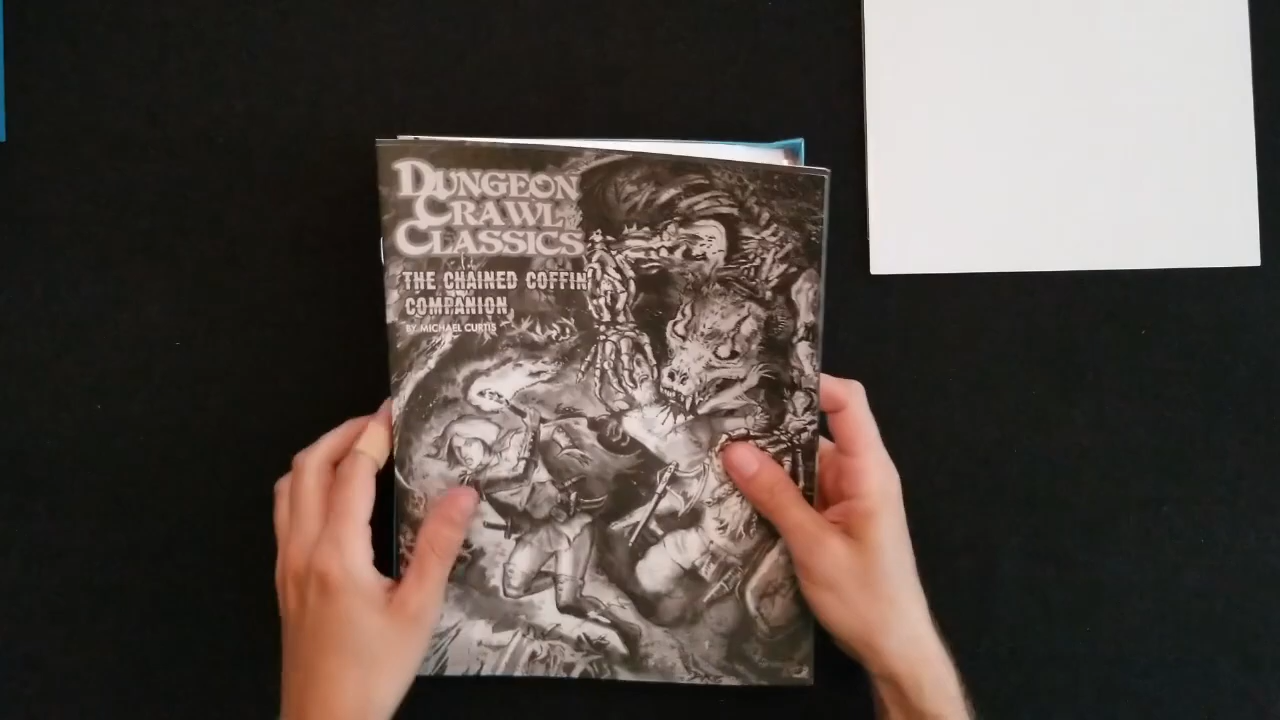 DUNGEON
CRAWL
CLASSICS
THE CHAINED COFFIN
COMPANION
BY MICHAEL CURTIS